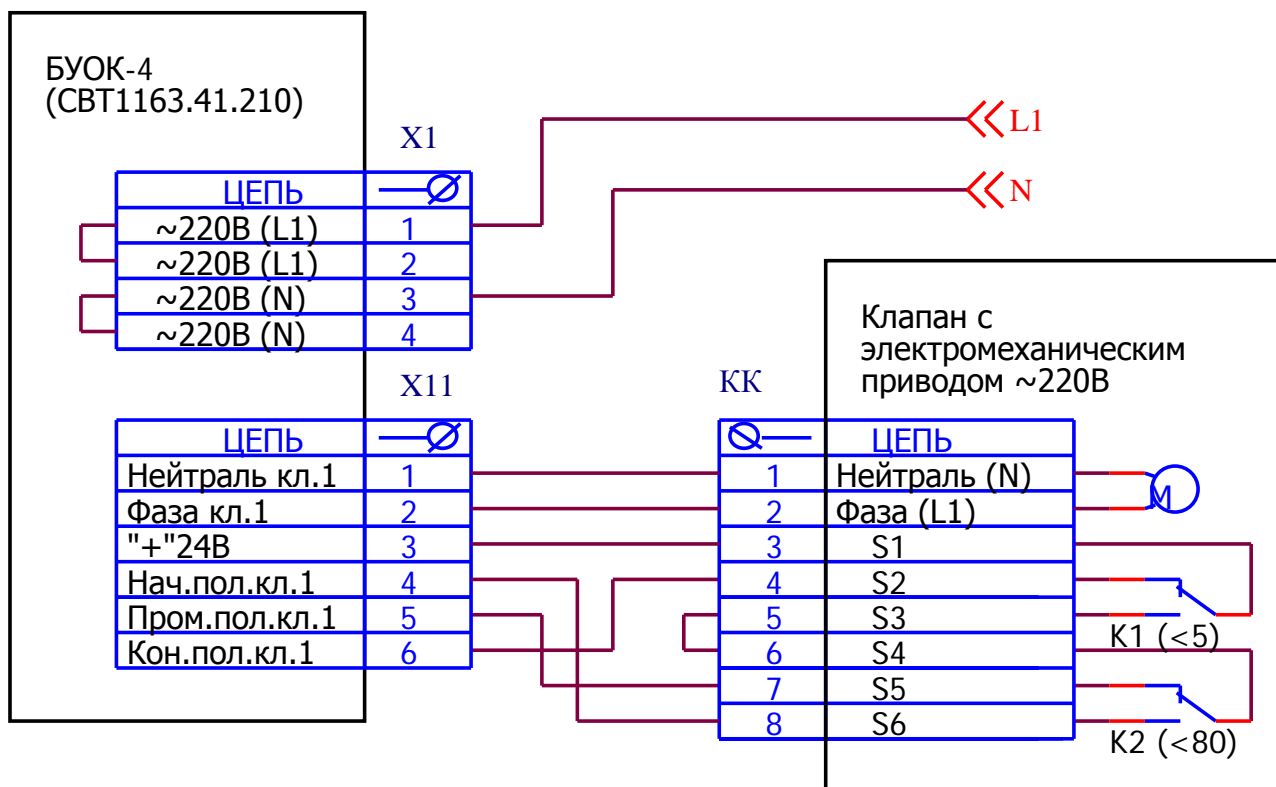 БУОК-4
(СВТ1163.41.210)
X1
ЦЕПЬ
~220В (L1) 1
~220В (L1) 2
~220В (N) 3
~220В (N) 4
L1
N
X11
ЦЕПЬ
Нейтраль кл.1 1
Фаза кл.1 2
"+"24В 3
Нач.пол.кл.1 4
Пром.пол.кл.1 5
Кон.пол.кл.1 6
Клапан с
электромеханическим
приводом ~220В
КК
ЦЕПЬ
1 Нейтраль (N)
2 Фаза (L1)
3 S1
4 S2
5 S3
6 S4
7 S5
8 S6
М
К1 (<5)
К2 (<80)